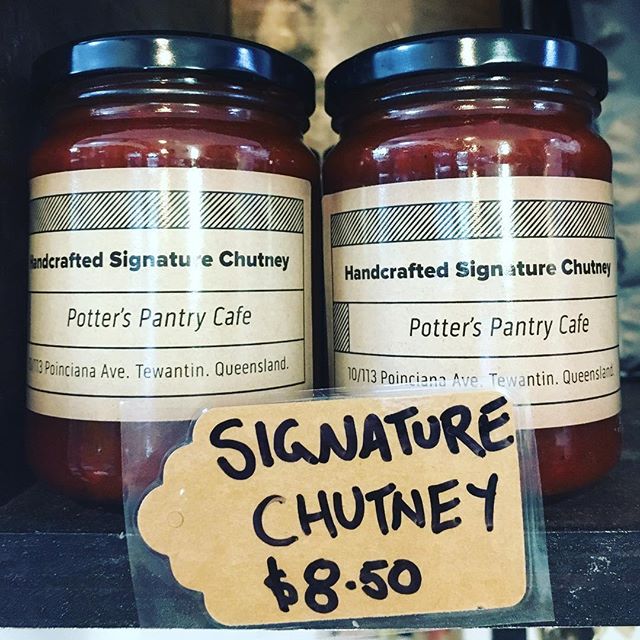 Handcrafted Signature Chutney
Potter's Pantry Cafe
10/113 Poinciana Ave. Tewantin. Queensland.
Handcrafted Signature Chutney
Potter's Pantry Cafe
10/113 Poinciana Ave. Tewantin. Queensland.
SIGNATURE
CHUTNEY
$8.50